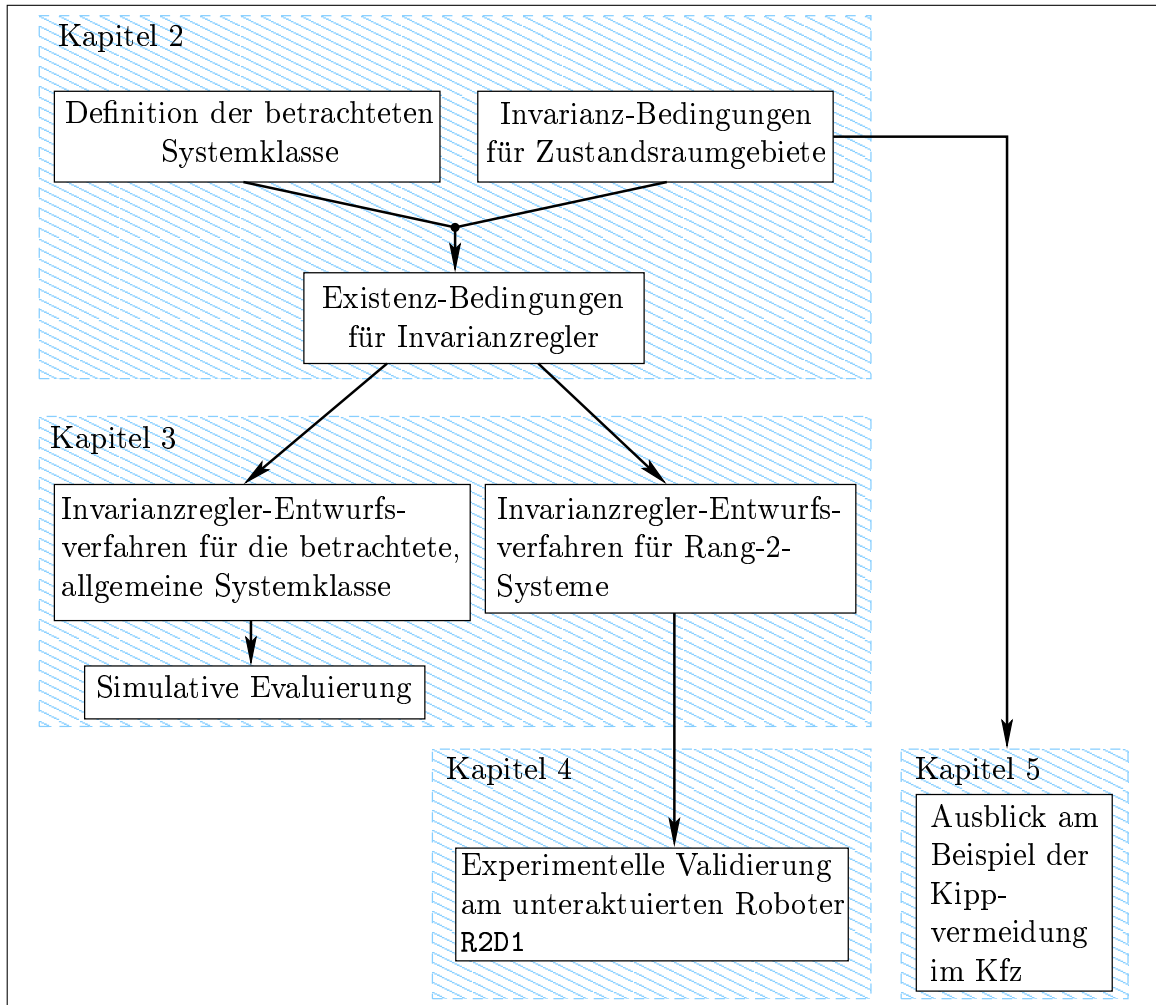 Kapitel 2
Definition der betrachteten
Systemklasse
Invarianz-Bedingungen
für Zustandsraumgebiete
Existenz-Bedingungen
für Invarianzregler
Kapitel 3
Invarianzregler-Entwurfs-
verfahren für die betrachtete,
allgemeine Systemklasse
Invarianzregler-Entwurfs-
verfahren für Rang-2-
Systeme
Simulative Evaluierung
Kapitel 4
Experimentelle Validierung
am unteraktuierten Roboter
R2D1
Kapitel 5
Ausblick am
Beispiel der
Kipp-
vermeidung
im Kfz